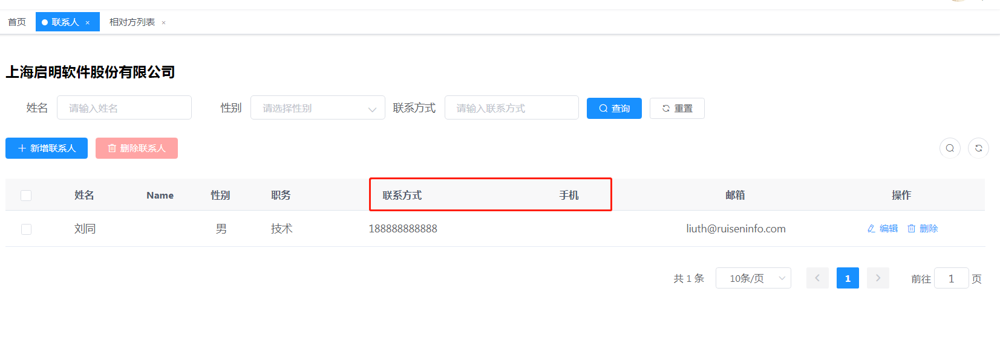 首页 联系人 × 相对方列表 ×
上海启明软件股份有限公司
姓名 请输入姓名 性别 请选择性别 联系方式 请输入联系方式 查询 重置
新增联系人 删除联系人
姓名 Name 性别 职务 联系方式 手机 邮箱 操作
刘同 男 技术 188888888888 liuth@ruiseninfo.com 编辑 删除
共 1 条 10条/页 1 前往 1 页